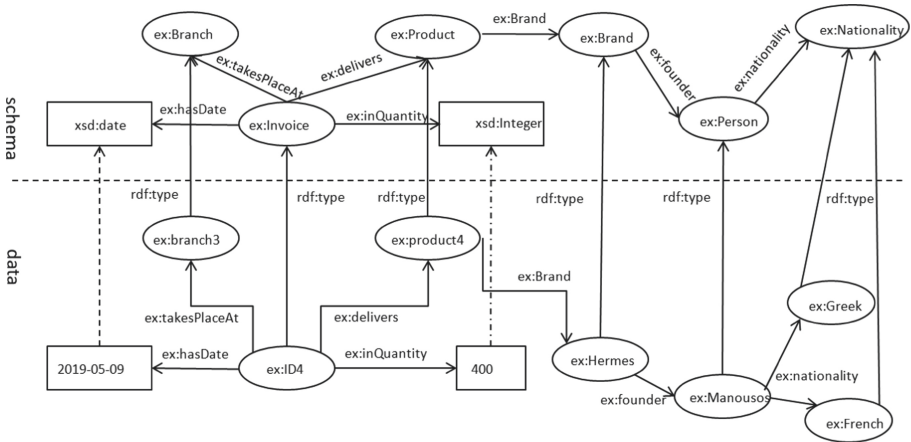 ex:Brand
ex:Branch
ex:Product
ex:Brand
ex:Nationality
ex:takesPlaceAt
ex:delivers
ex:founder
ex:nationality
schema
xsd:date
ex:hasDate
ex:Invoice
ex:inQuantity
xsd:Integer
ex:Person
rdf:type
rdf:type
rdf:type
rdf:type
rdf:type
rdf:type
data
ex:branch3
ex:product4
ex:Brand
ex:takesPlaceAt
ex:delivers
ex:Greek
2019-05-09
ex:hasDate
ex:ID4
ex:inQuantity
400
ex:Hermes
ex:nationality
ex:founder
ex:Manousos
ex:French